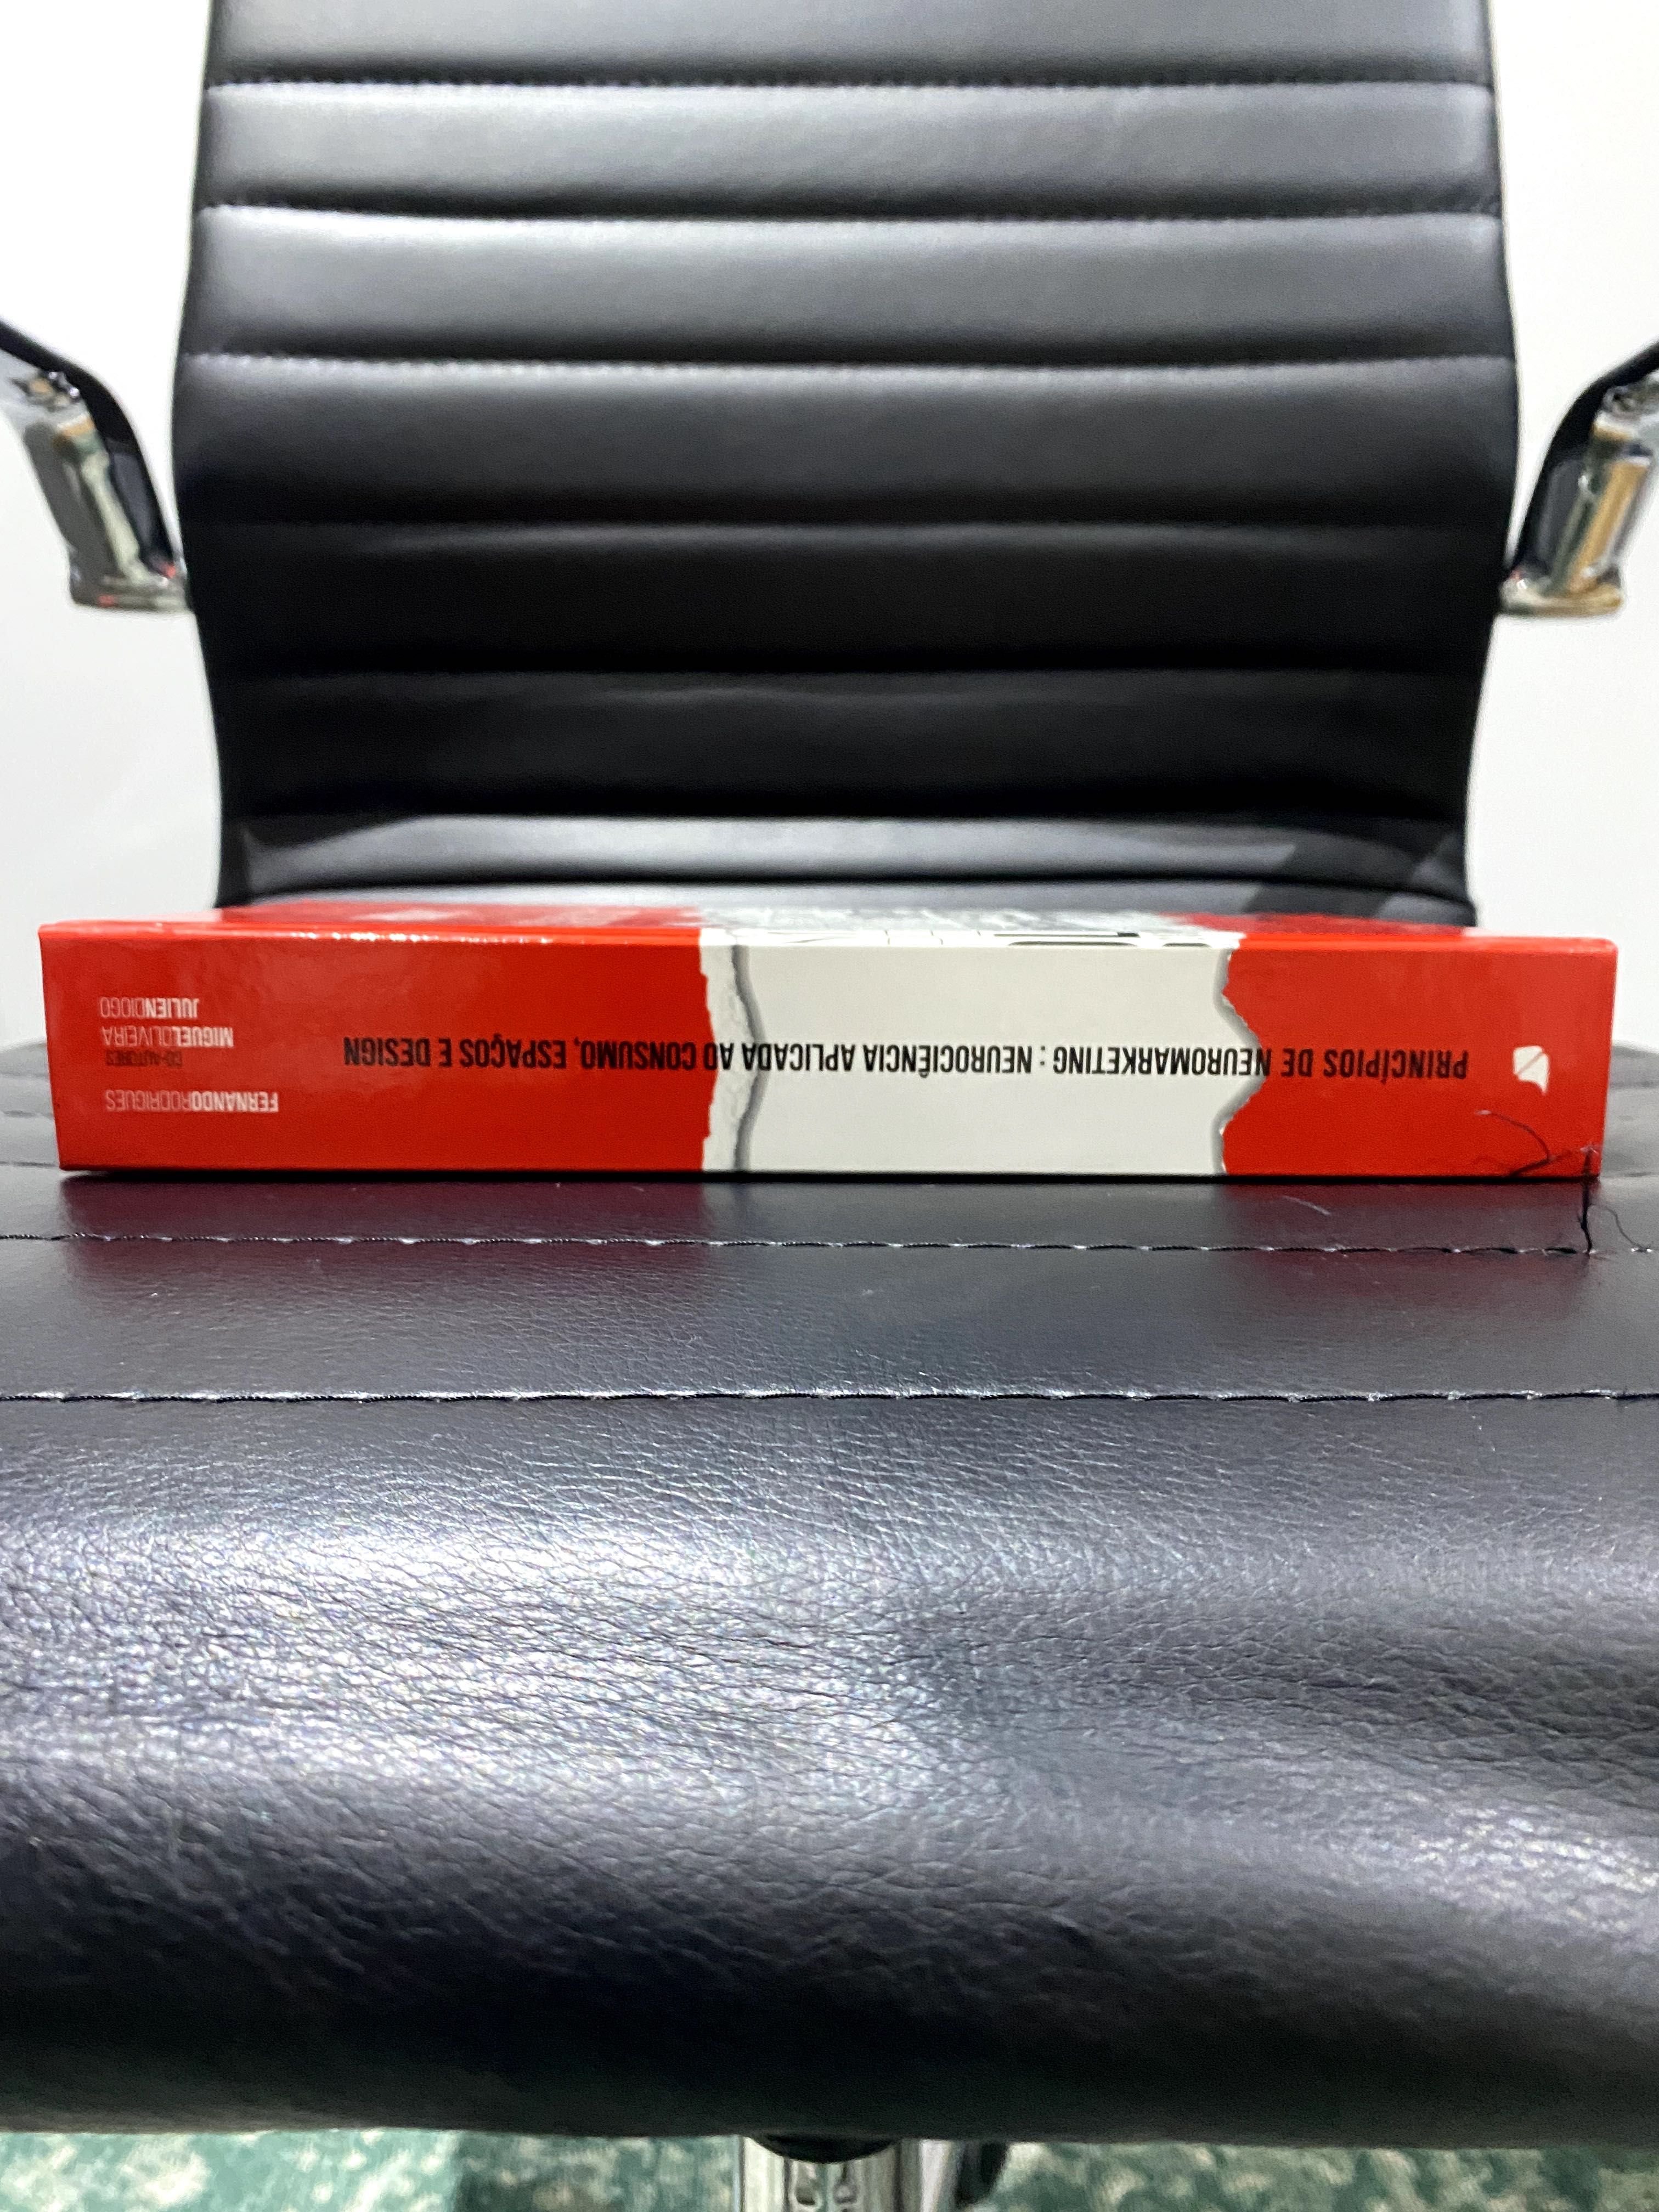 PRINCÍPIOS DE NEUROMARKETING : NEUROCIÊNCIA APLICADA AO CONSUMO, ESPAÇOS E DESIGN
FERNANDORODRIGUES
CO-AUTORES
MIGUELOLIVEIRA
JULIENDIOGO